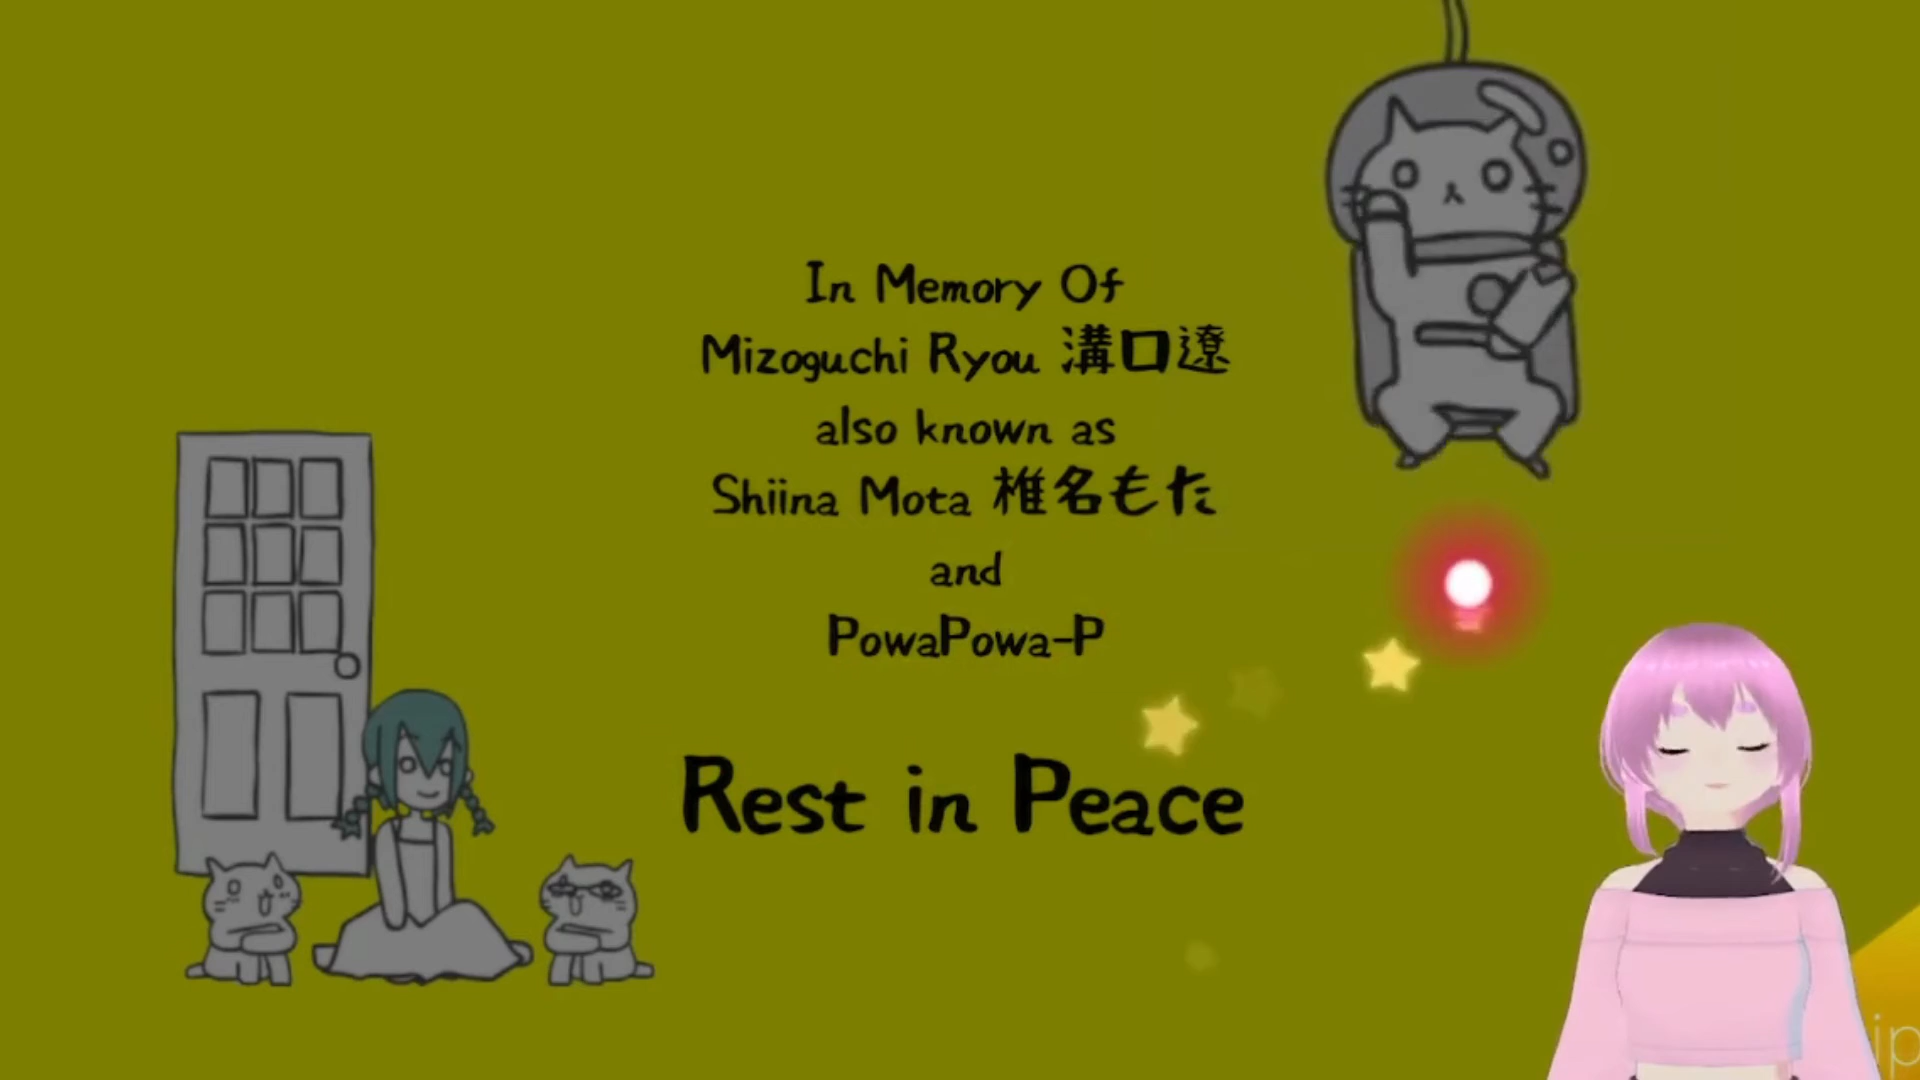 In Memory Of
Mizoguchi Ryou 溝口遼
also known as
Shiina Mota 椎名もた
and
PowaPowa-P
Rest in Peace
ip